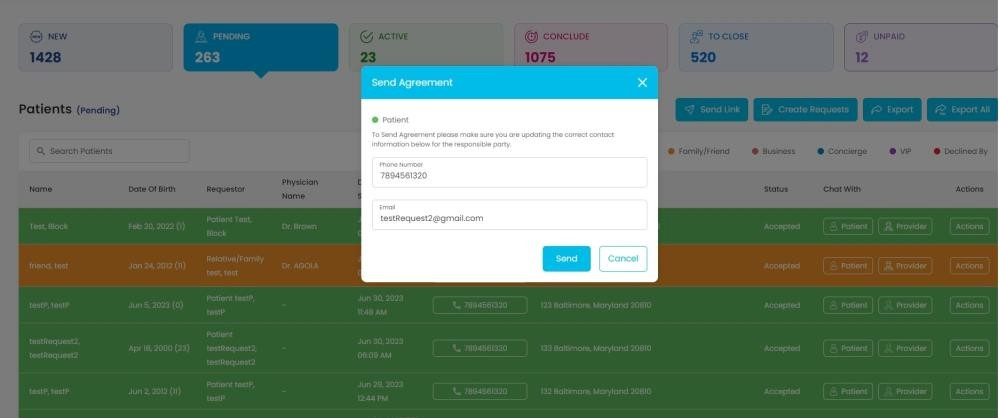 NEW
1428
PENDING
263
ACTIVE
23
CONCLUDE
1075
TO CLOSE
520
UNPAID
12
Patients (Pending)
Send Link
Create Requests
Export
Export All
Search Patients
Family/Friend
Business
Concierge
VIP
Declined By
Send Agreement
Patient
To Send Agreement please make sure you are updating the correct contact
information below for the responsible party.
Phone Number
7894561320
Email
testRequest2@gmail.com
Send
Cancel
Name
Date Of Birth
Requestor
Physician
Name
Status
Chat With
Actions
Test, Block
Feb 20, 2022 (1)
Patient Test,
Block
Dr. Brown
Accepted
Patient
Provider
Actions
friend, test
Jan 24, 2012 (11)
Relative/Family
test, test
Dr. AGOLA
Accepted
Patient
Provider
Actions
testP, testP
Jun 5, 2023 (0)
Patient testP,
testP
-
Jun 30, 2023
11:48 AM
7894561320
123 Baltimore, Maryland 20810
Accepted
Patient
Provider
Actions
testRequest2,
testRequest2
Apr 18, 2000 (23)
Patient
testRequest2,
testRequest2
-
Jun 30, 2023
06:09 AM
7894561320
133 Baltimore, Maryland 20810
Accepted
Patient
Provider
Actions
testP, testP
Jun 2, 2012 (11)
Patient testP,
testP
-
Jun 29, 2023
12:44 PM
7894561320
132 Baltimore, Maryland 20810
Accepted
Patient
Provider
Actions